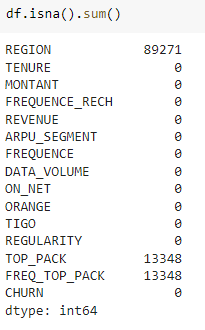 df.isna().sum()
REGION 89271
TENURE 0
MONTANT 0
FREQUENCE_RECH 0
REVENUE 0
ARPU_SEGMENT 0
FREQUENCE 0
DATA_VOLUME 0
ON_NET 0
ORANGE 0
TIGO 0
REGULARITY 0
TOP_PACK 13348
FREQ_TOP_PACK 13348
CHURN 0
dtype: int64